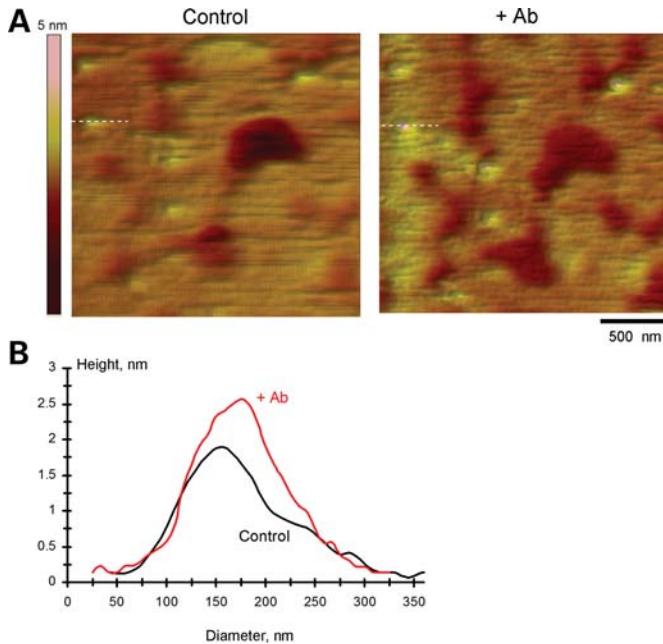 A
Control
+ Ab
5 nm
500 nm
B
Height, nm
3
2.5
2
1.5
1
0.5
0
+ Ab
Control
0 50 100 150 200 250 300 350
Diameter, nm